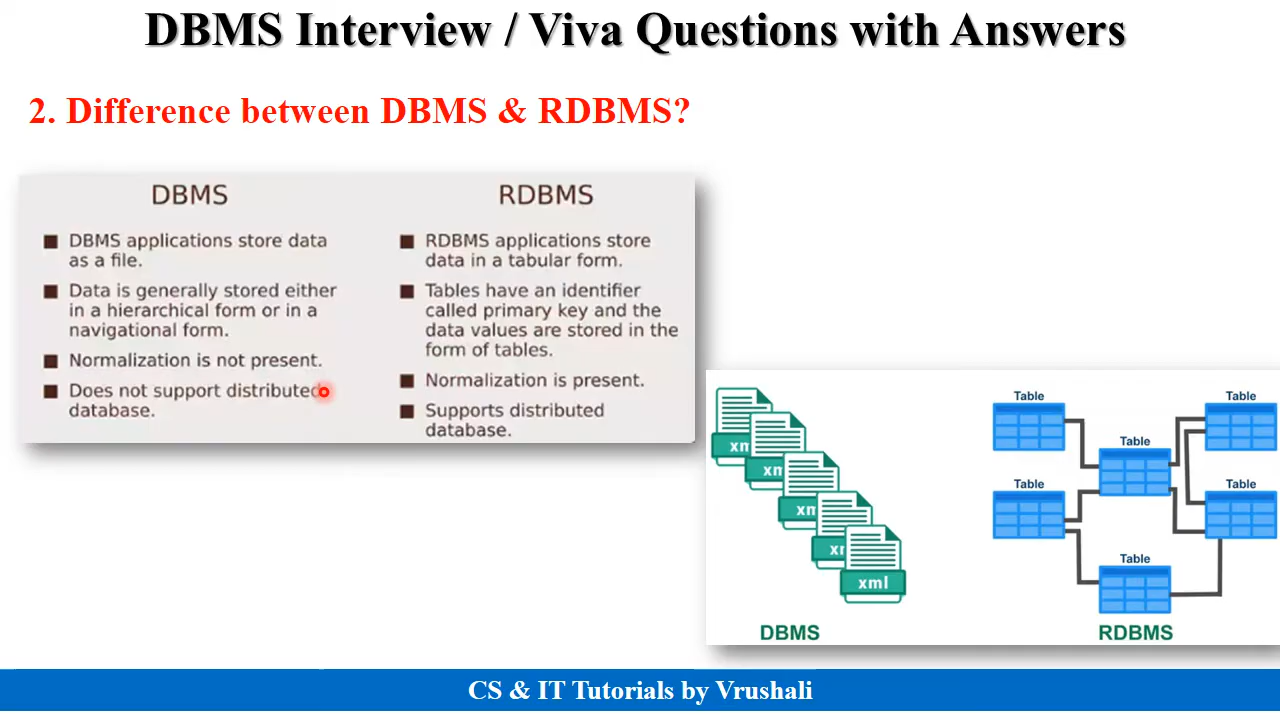 DBMS Interview / Viva Questions with Answers
2. Difference between DBMS & RDBMS?
DBMS
■ DBMS applications store data
as a file.
■ Data is generally stored either
in a hierarchical form or in a
navigational form.
■ Normalization is not present.
■ Does not support distributed
database.
RDBMS
■ RDBMS applications store
data in a tabular form.
■ Tables have an identifier
called primary key and the
data values are stored in the
form of tables.
■ Normalization is present.
■ Supports distributed
database.
xm
xm
xm
xm
xml
DBMS
Table
Table
Table
Table
Table
Table
RDBMS
CS & IT Tutorials by Vrushali